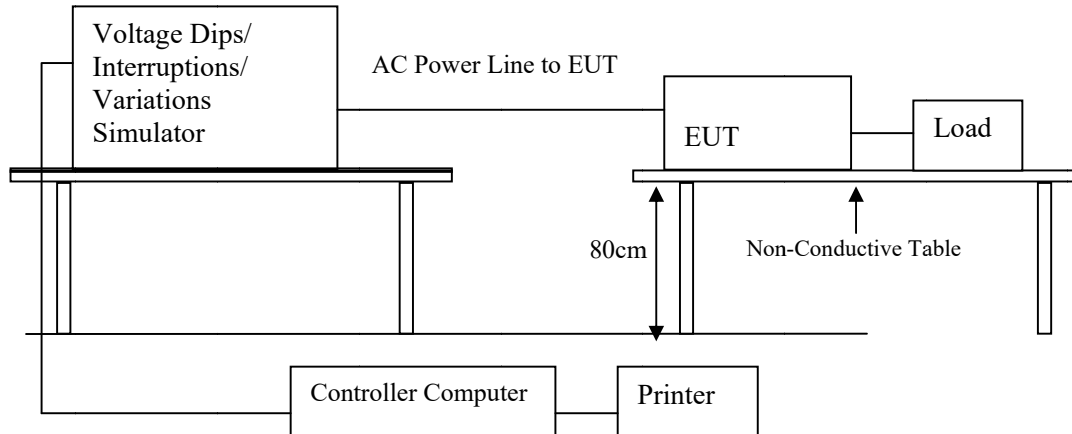 Voltage Dips/
Interruptions/
Variations
Simulator
AC Power Line to EUT
EUT
Load
80cm
Non-Conductive Table
Controller Computer
Printer